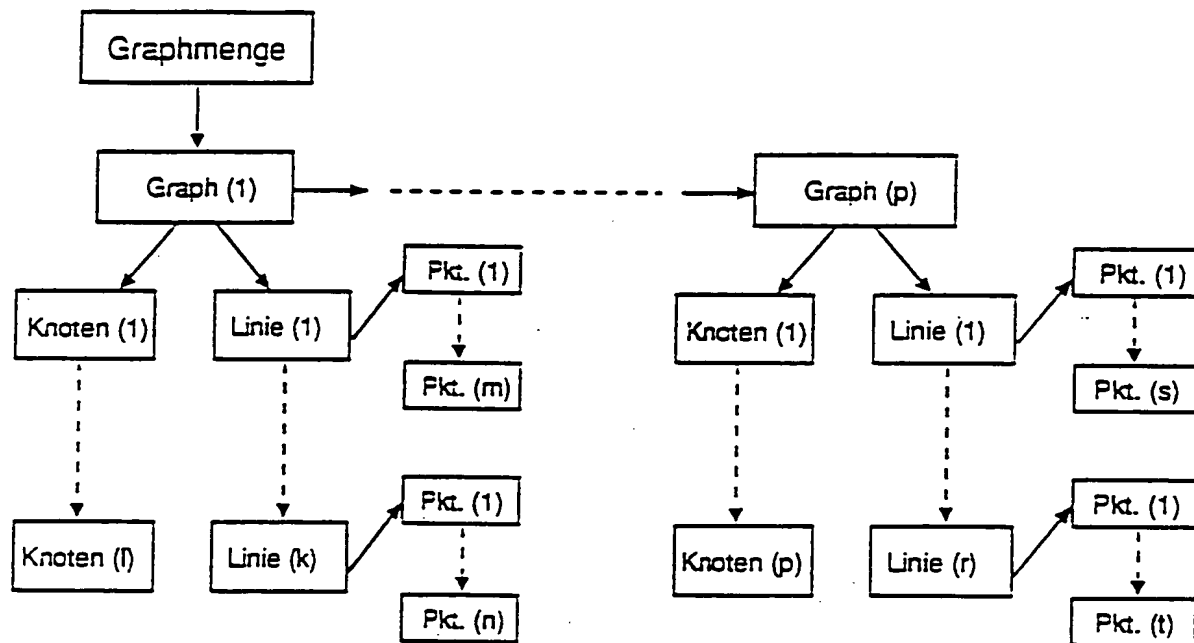 Graphmenge
Graph (1)
Graph (p)
Pkt. (1)
Pkt. (1)
Knoten (1)
Linie (1)
Knoten (1)
Linie (1)
Pkt. (m)
Pkt. (s)
Pkt. (1)
Pkt. (1)
Knoten (l)
Linie (k)
Knoten (p)
Linie (r)
Pkt. (n)
Pkt. (t)